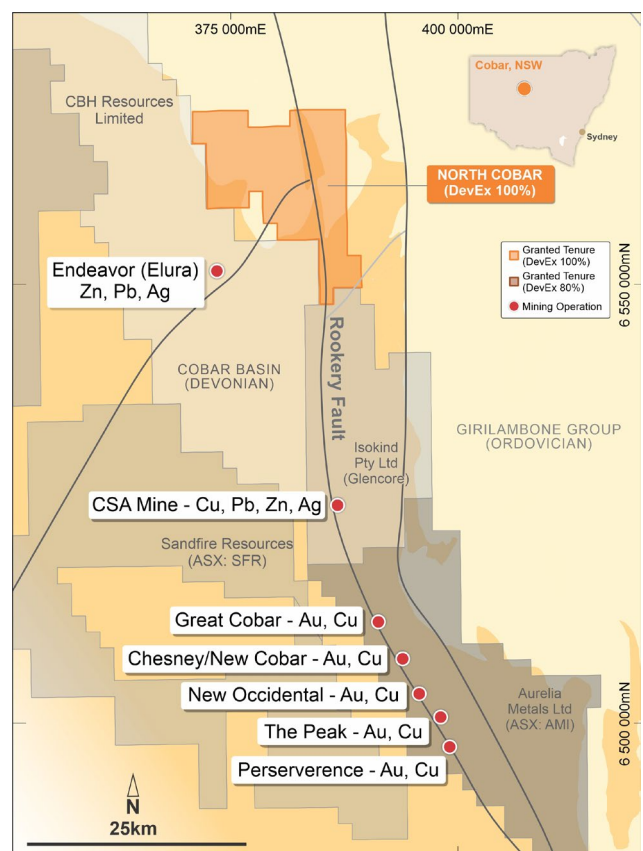 375 000mE
400 000mE
Cobar, NSW
Sydney
CBH Resources
Limited
NORTH COBAR
(DevEx 100%)
Granted Tenure
(DevEx 100%)
Granted Tenure
(DevEx 80%)
Mining Operation
6 550 000mN
Endeavor (Elura)
Zn, Pb, Ag
Rookery Fault
COBAR BASIN
(DEVONIAN)
GIRILAMBONE GROUP
(ORDOVICIAN)
Isokind
Pty Ltd
(Glencore)
CSA Mine - Cu, Pb, Zn, Ag
Sandfire Resources
(ASX: SFR)
Great Cobar - Au, Cu
Chesney/New Cobar - Au, Cu
New Occidental - Au, Cu
The Peak - Au, Cu
Perserverence - Au, Cu
Aurelia
Metals Ltd
(ASX: AMI)
6 500 000mN
N
25km